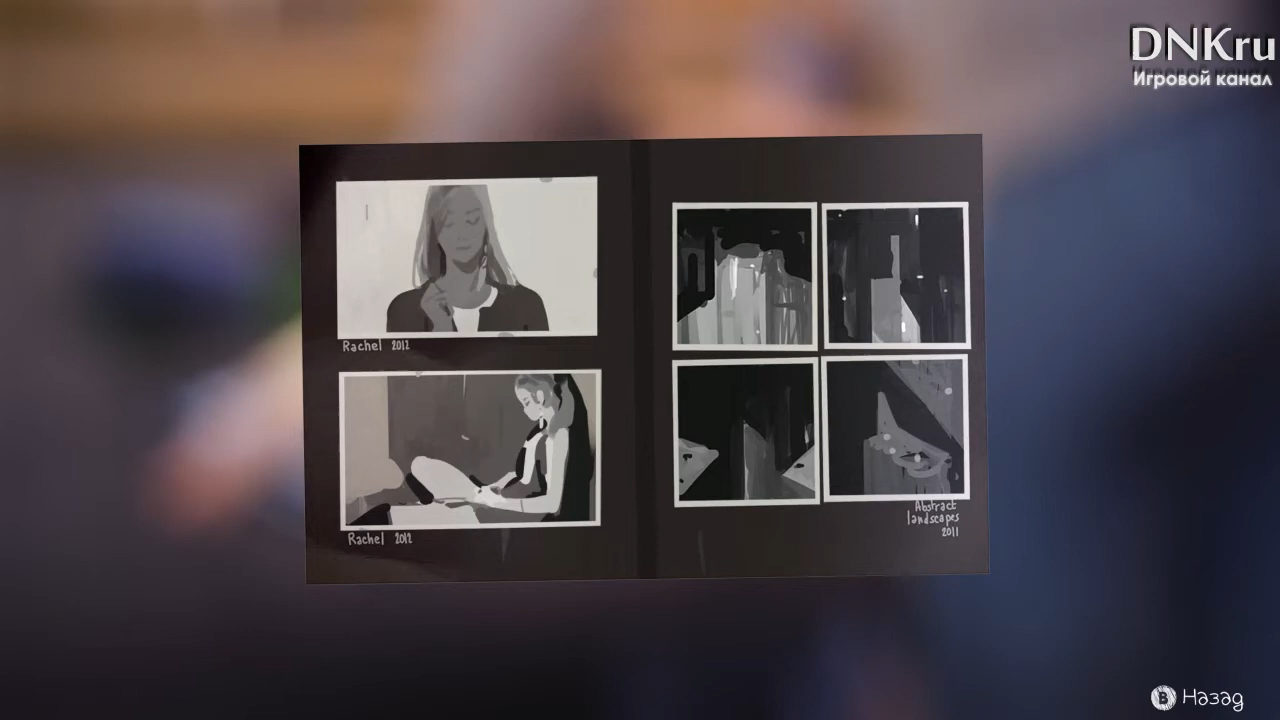 DNKru
Игровой канал
Rachel 2012
Rachel 2012
Abstract
landscapes
2011
Назад